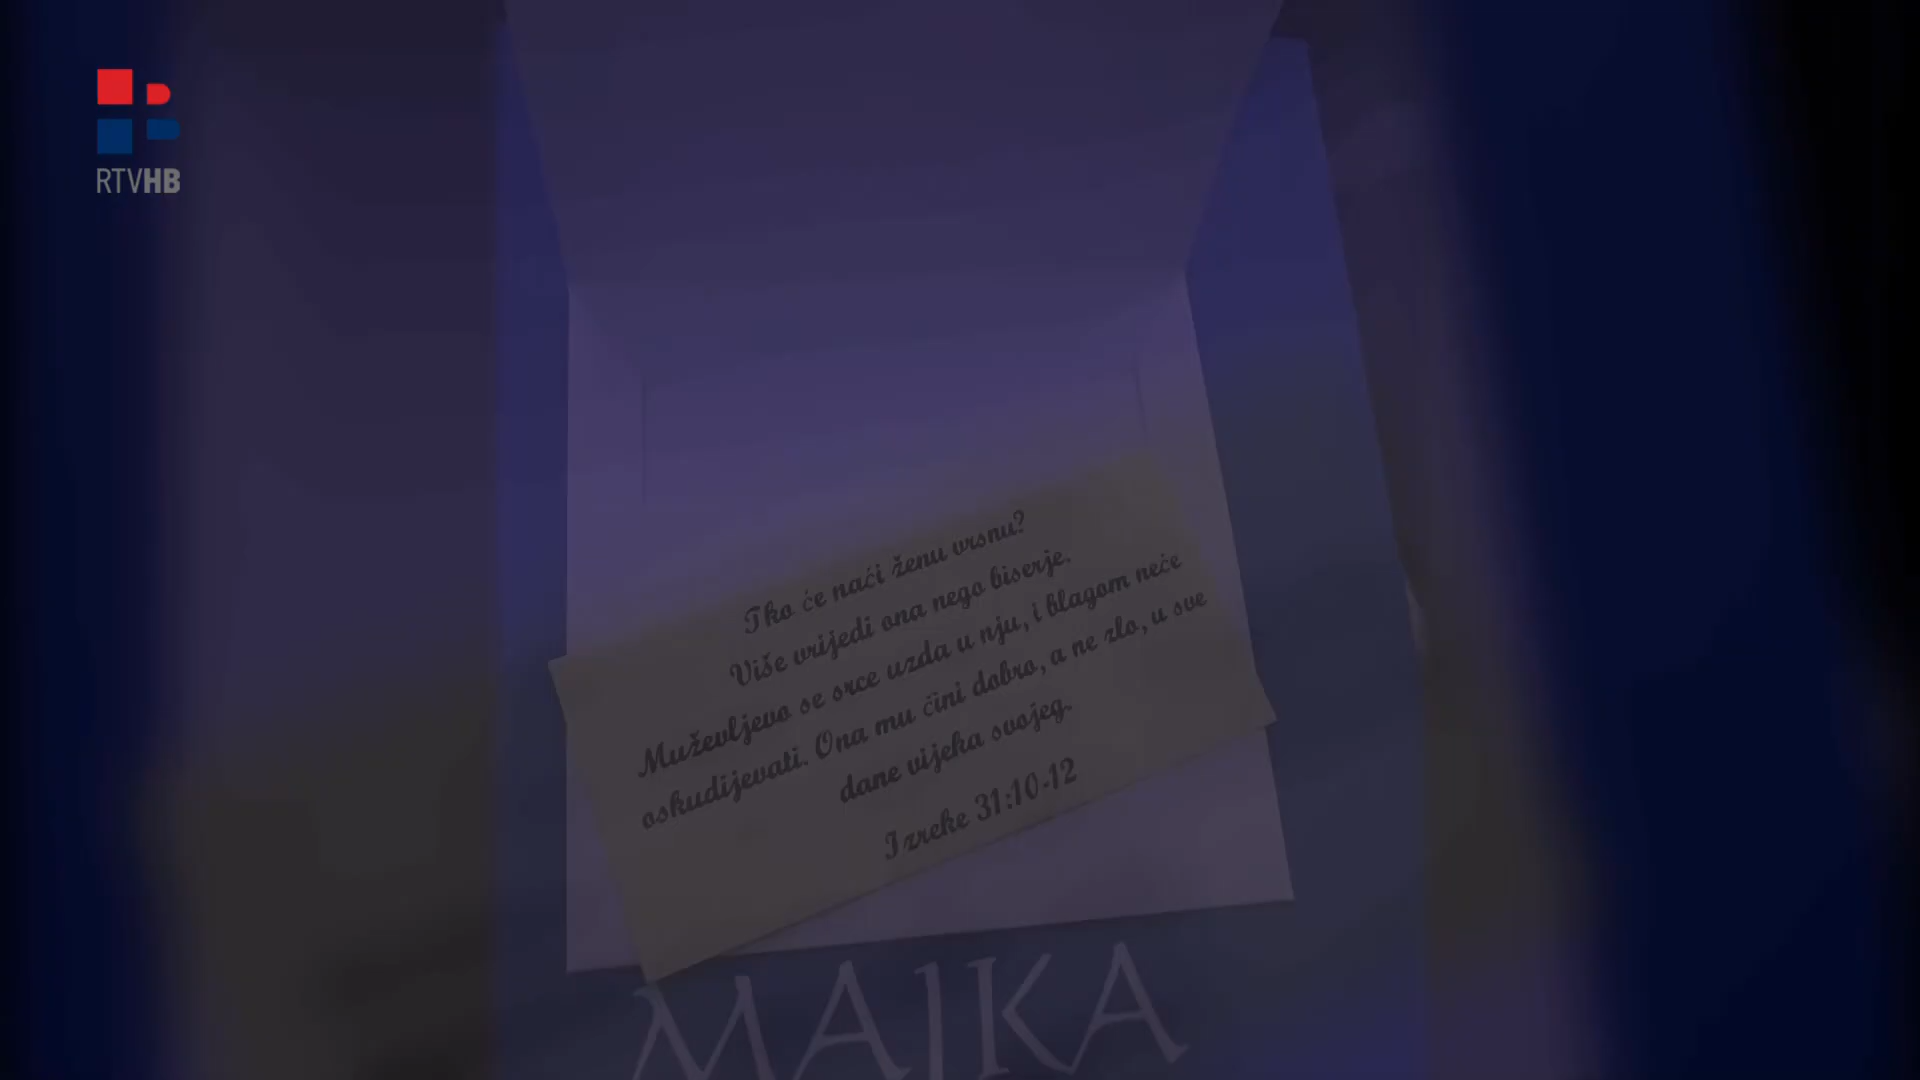 RTVHB
Tko će naći ženu vrsnu?
Više vrijedi ona nego biserje.
Muževljevo se srce uzda u nju, i blagom neće
oskudijevati. Ona mu čini dobro, a ne zlo, u sve
dane vijeka svojeg.
Izreke 31:10-12
MAJKA